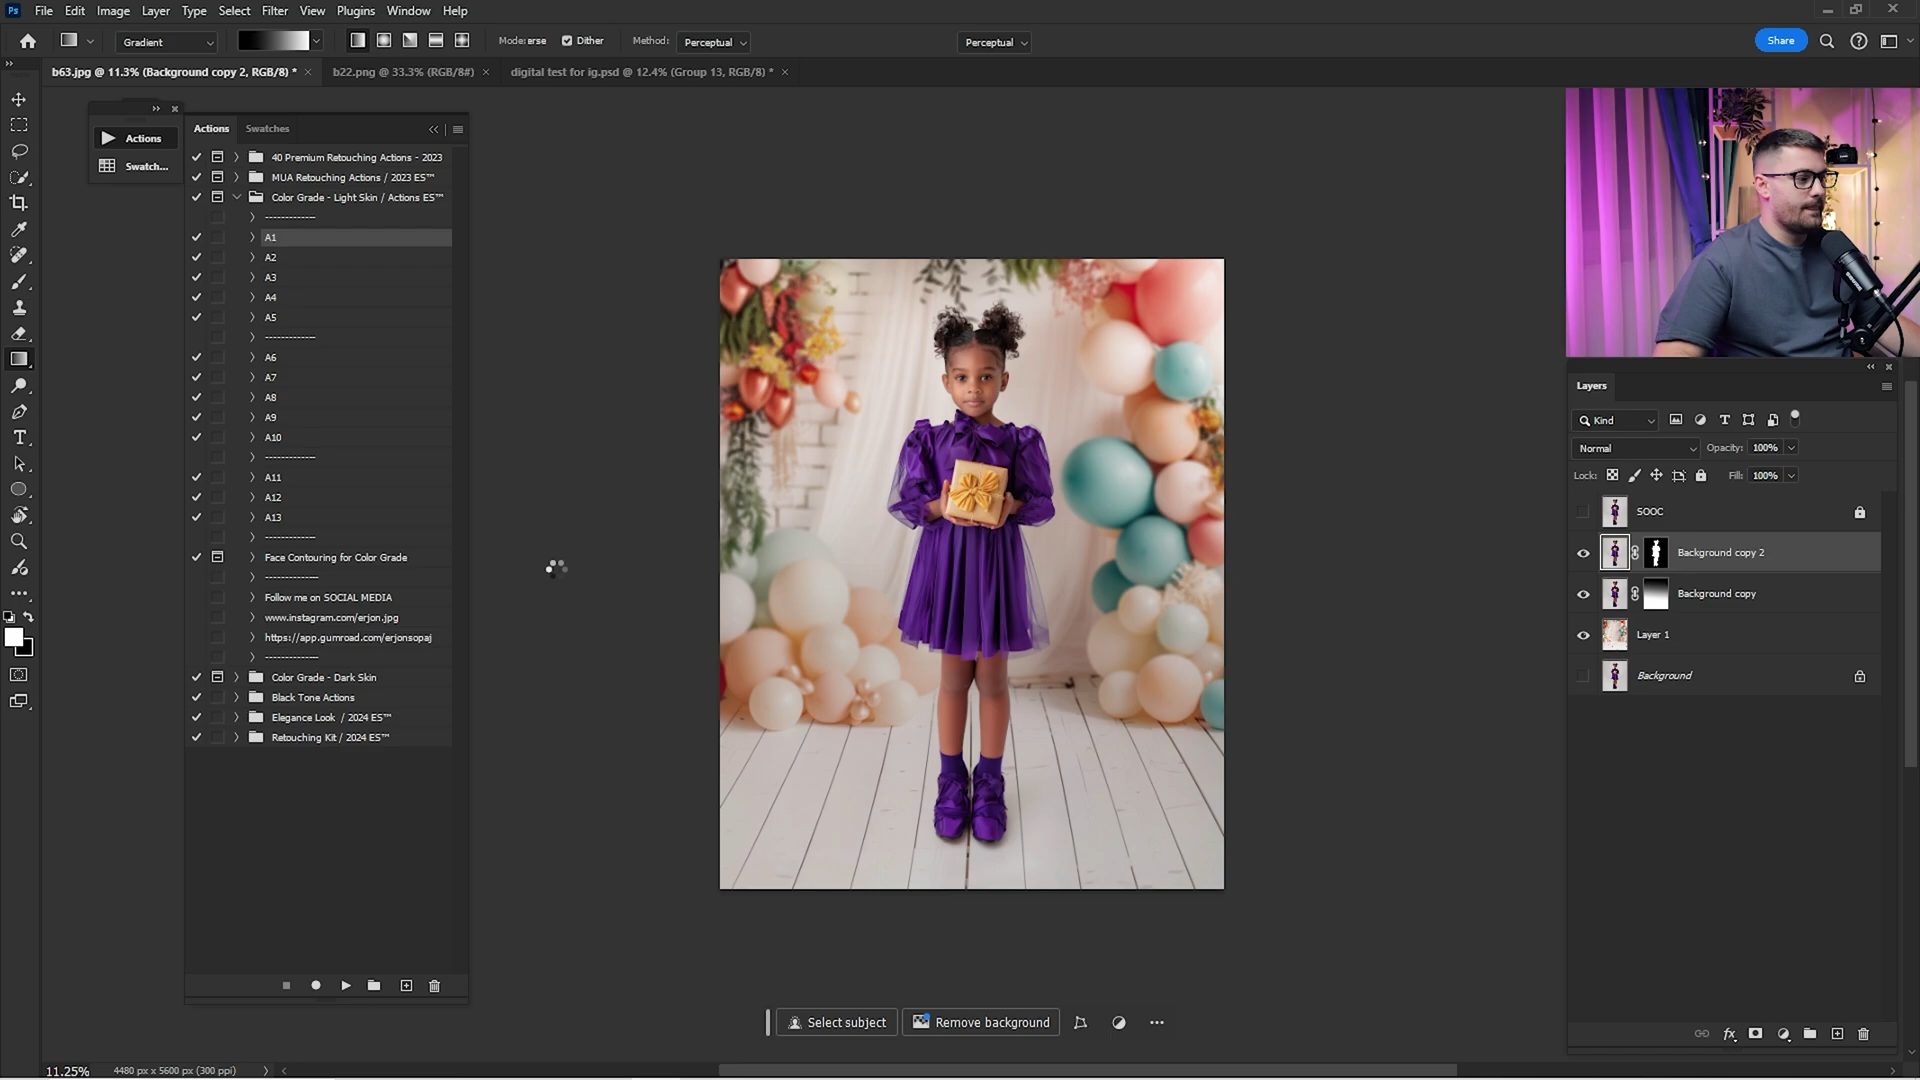 Ps File Edit Image Layer Type Select Filter View Plugins Window Help
Gradient Mode: erse Dither Method: Perceptual Perceptual Share
b63.jpg @ 11.3% (Background copy 2, RGB/8) * × b22.png @ 33.3% (RGB/8#) × digital test for ig.psd @ 12.4% (Group 13, RGB/8) * ×
Actions
Swatch...
Actions Swatches
40 Premium Retouching Actions - 2023
MUA Retouching Actions / 2023 ES™
Color Grade - Light Skin / Actions ES™
-------------
A1
A2
A3
A4
A5
-------------
A6
A7
A8
A9
A10
-------------
A11
A12
A13
-------------
Face Contouring for Color Grade
-------------
Follow me on SOCIAL MEDIA
www.instagram.com/erjon.jpg
https://app.gumroad.com/erjonsopaj
-------------
Color Grade - Dark Skin
Black Tone Actions
Elegance Look / 2024 ES™
Retouching Kit / 2024 ES™
Select subject Remove background
Layers
Kind
Normal Opacity: 100%
Lock: Fill: 100%
SOOC
Background copy 2
Background copy
Layer 1
Background
fx
11.25% 4480 px x 5600 px (300 ppi)